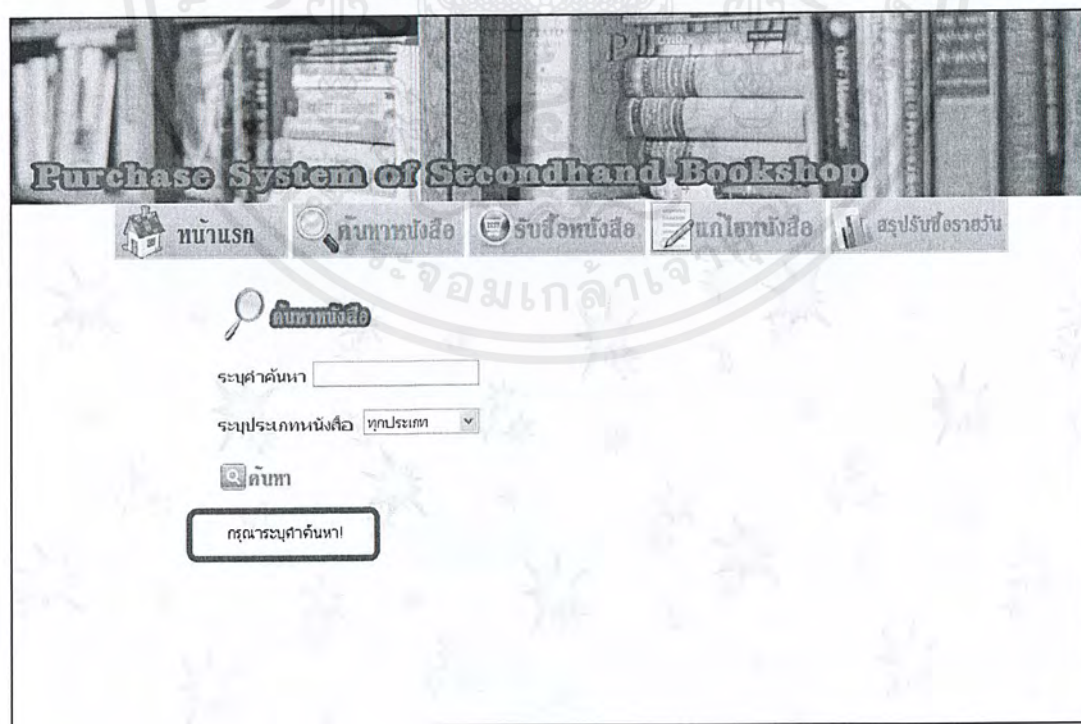 Purchase System of Secondhand Bookshop
หน้าแรก ค้นหาหนังสือ รับซื้อหนังสือ แก้ไขหนังสือ สรุปรับซื้อรายวัน
ค้นหาหนังสือ
ระบุคำค้นหา
ระบุประเภทหนังสือ ทุกประเภท
ค้นหา
กรุณาระบุคำค้นหา!